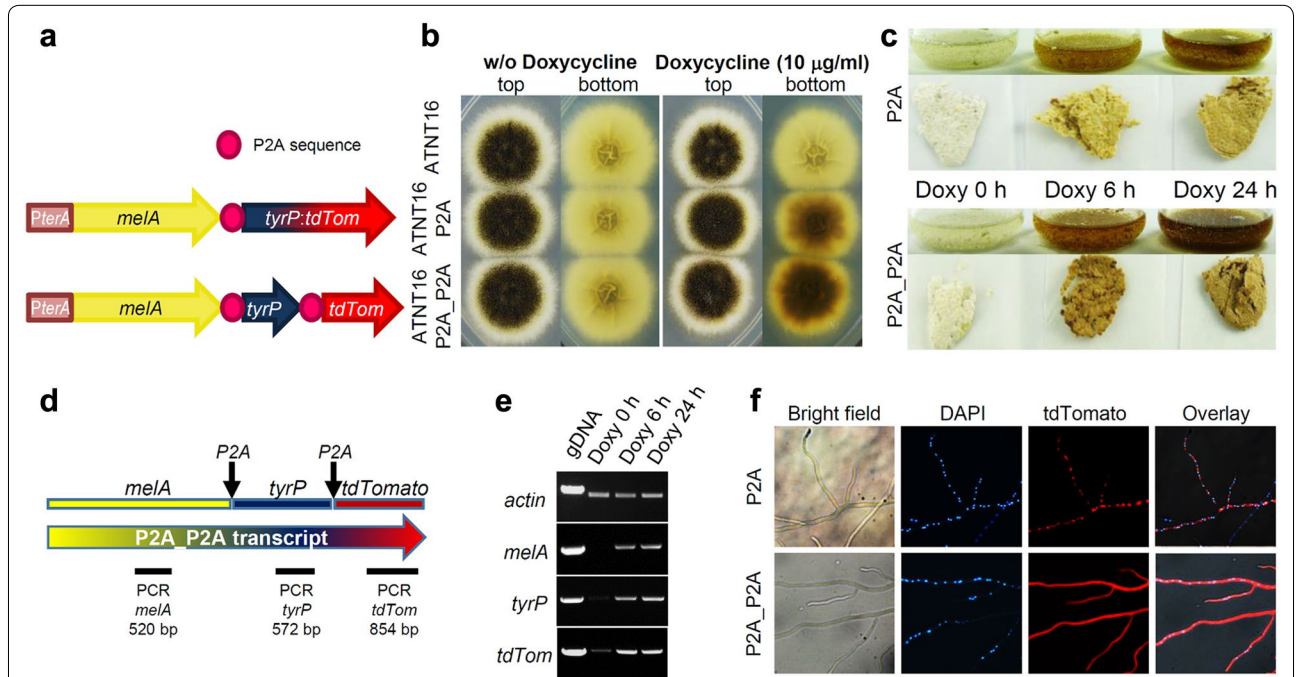 a
P2A sequence
PterA
melA
tyrP:tdTom
PterA
melA
tyrP
tdTom
b
w/o Doxycycline
Doxycycline (10 µg/ml)
top
bottom
top
bottom
ATNT16
ATNT16
P2A
ATNT16
P2A_P2A
c
P2A
Doxy 0 h
Doxy 6 h
Doxy 24 h
P2A_P2A
d
P2A
P2A
melA
tyrP
tdTomato
P2A_P2A transcript
PCR
melA
520 bp
PCR
tyrP
572 bp
PCR
tdTom
854 bp
e
gDNA
Doxy 0 h
Doxy 6 h
Doxy 24 h
actin
melA
tyrP
tdTom
f
Bright field
DAPI
tdTomato
Overlay
P2A
P2A_P2A